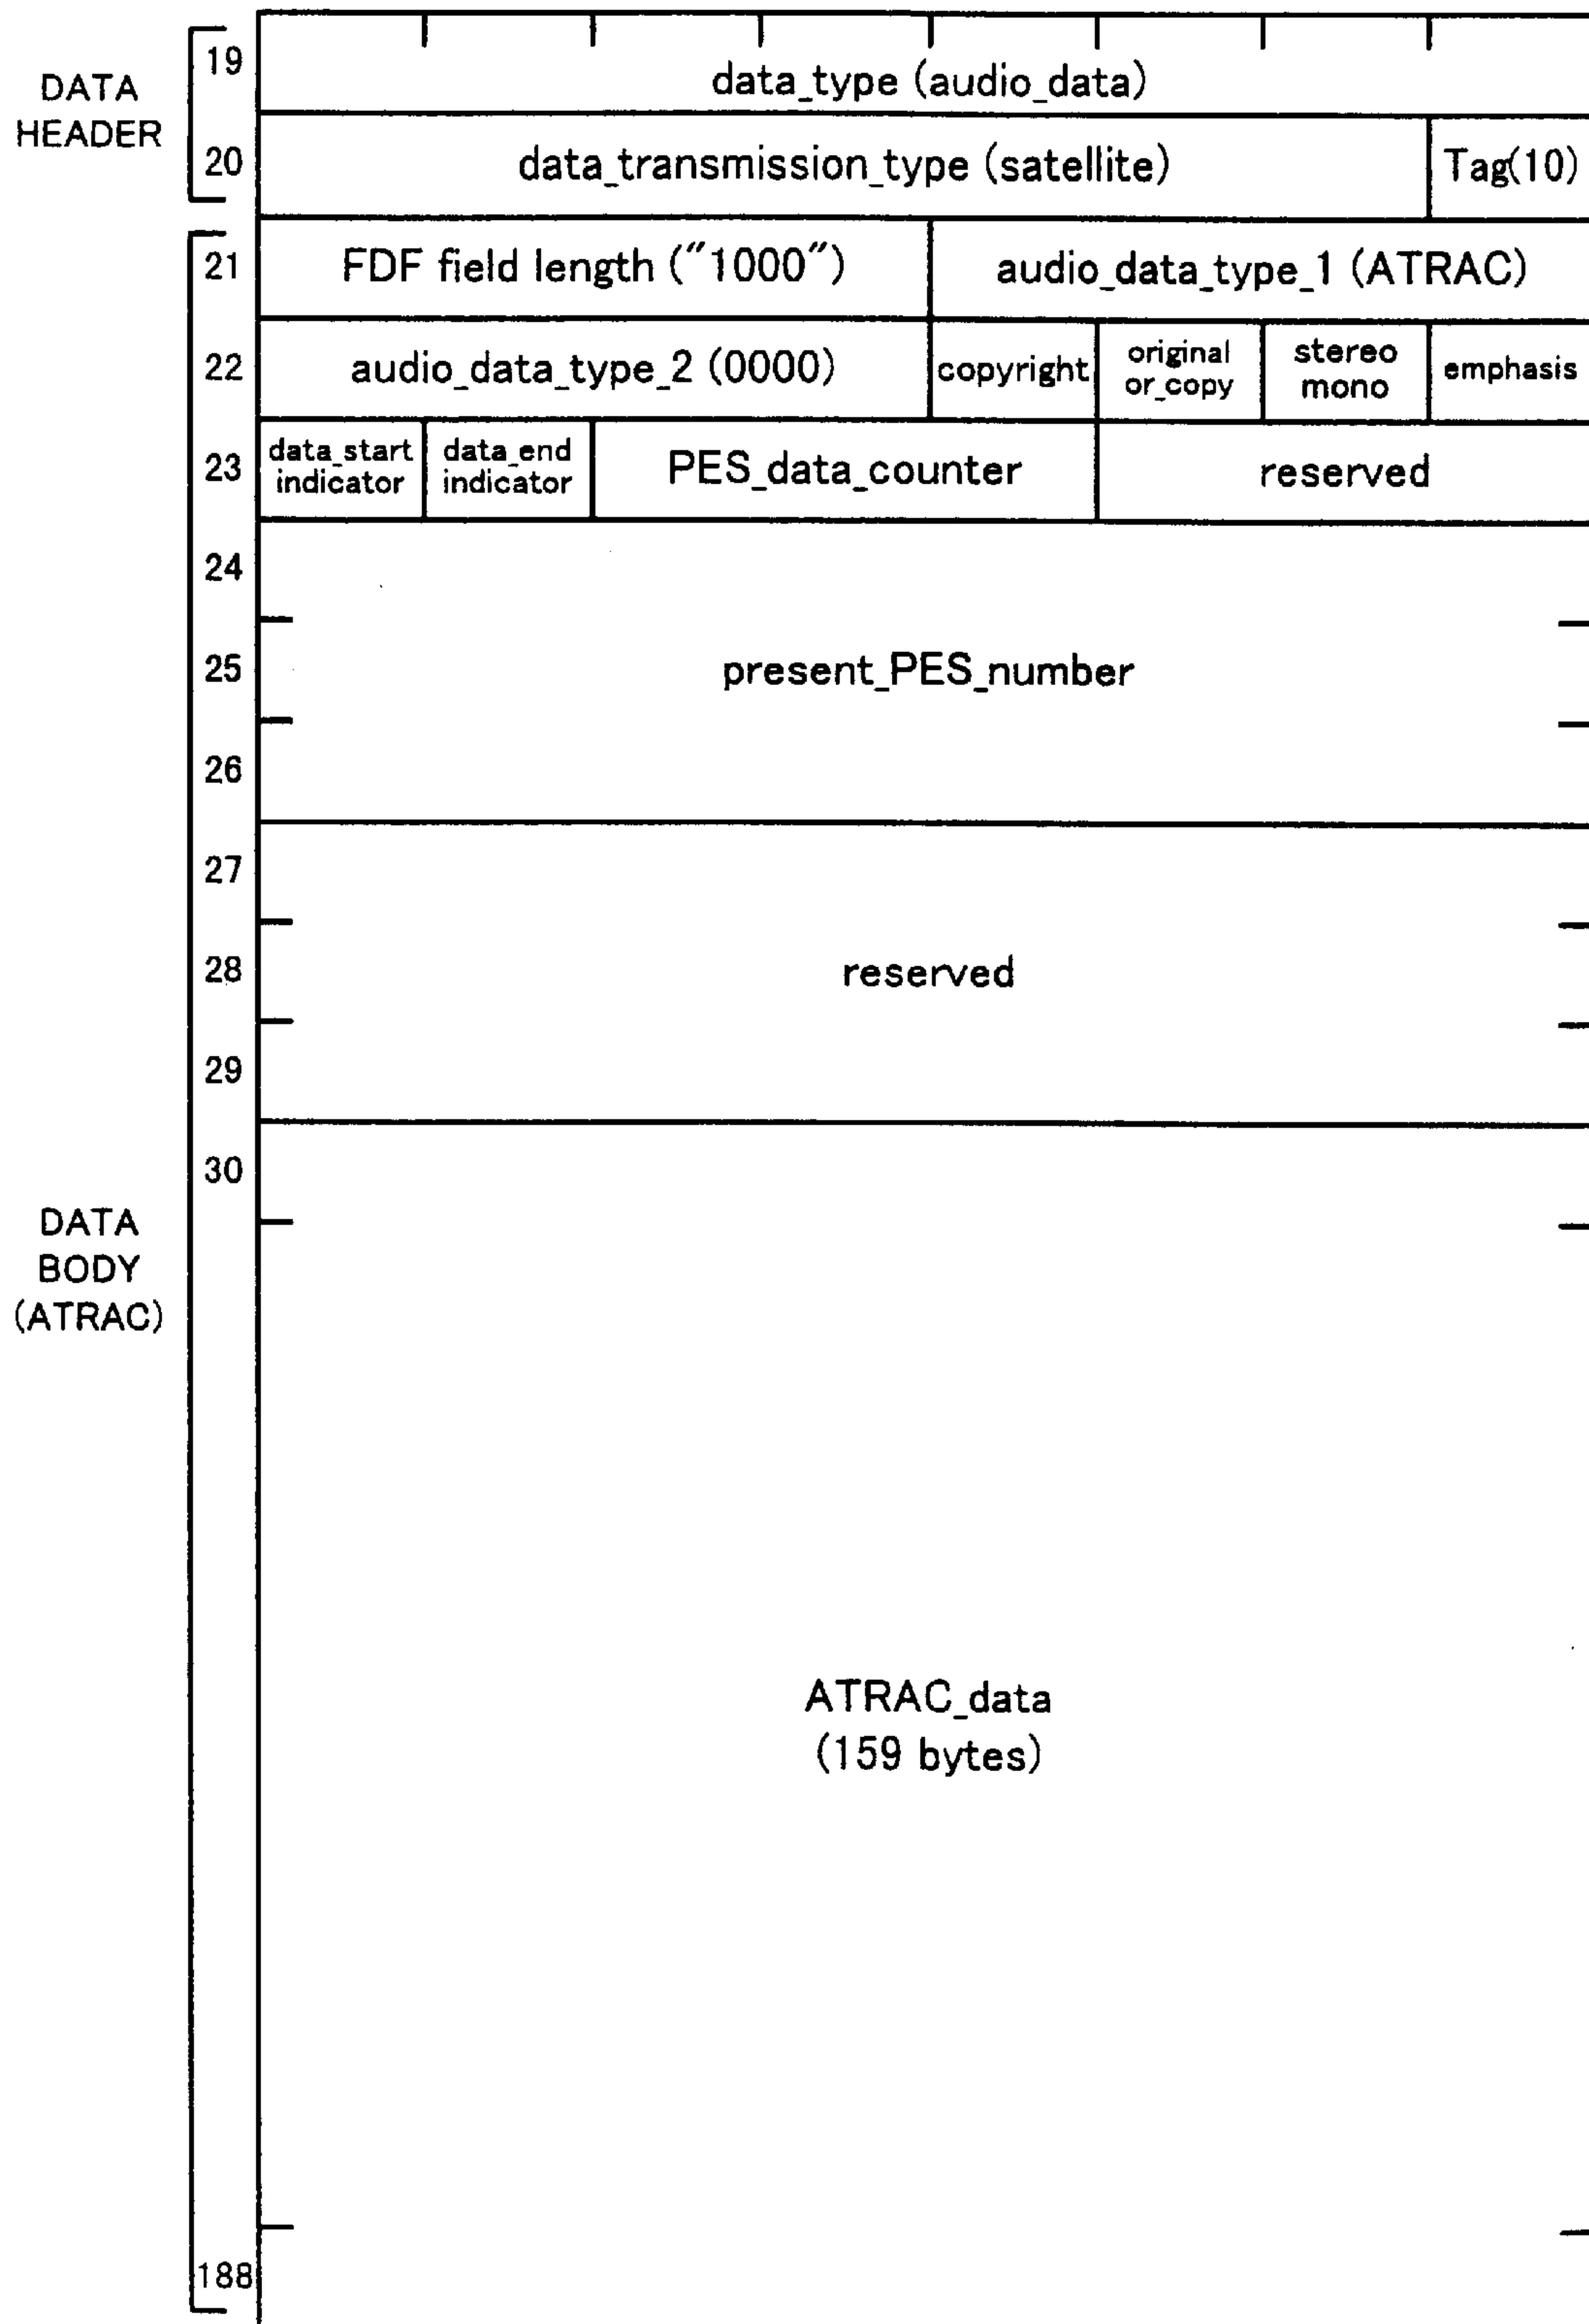 DATA
HEADER
19
data_type (audio_data)
20
data_transmission_type (satellite)
Tag(10)
21
FDF field length ("1000")
audio_data_type_1 (ATRAC)
22
audio_data_type_2 (0000)
copyright
original
or_copy
stereo
mono
emphasis
23
data_start
indicator
data_end
indicator
PES_data_counter
reserved
24
25
present_PES_number
26
27
28
reserved
29
30
DATA
BODY
(ATRAC)
ATRAC_data
(159 bytes)
188